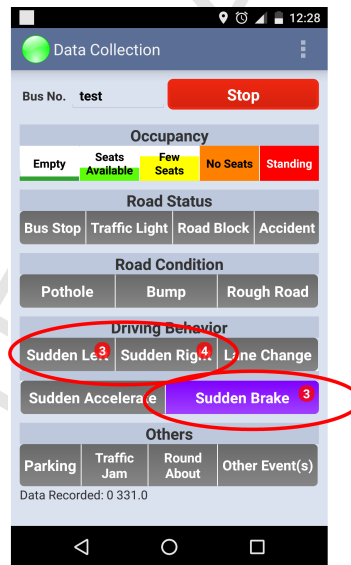 12:28
Data Collection
Bus No. test Stop
Occupancy
Empty Seats Available Few Seats No Seats Standing
Road Status
Bus Stop Traffic Light Road Block Accident
Road Condition
Pothole Bump Rough Road
Driving Behavior
Sudden Left 3 Sudden Right 4 Lane Change
Sudden Accelerate Sudden Brake 3
Others
Parking Traffic Jam Round About Other Event(s)
Data Recorded: 0 331.0